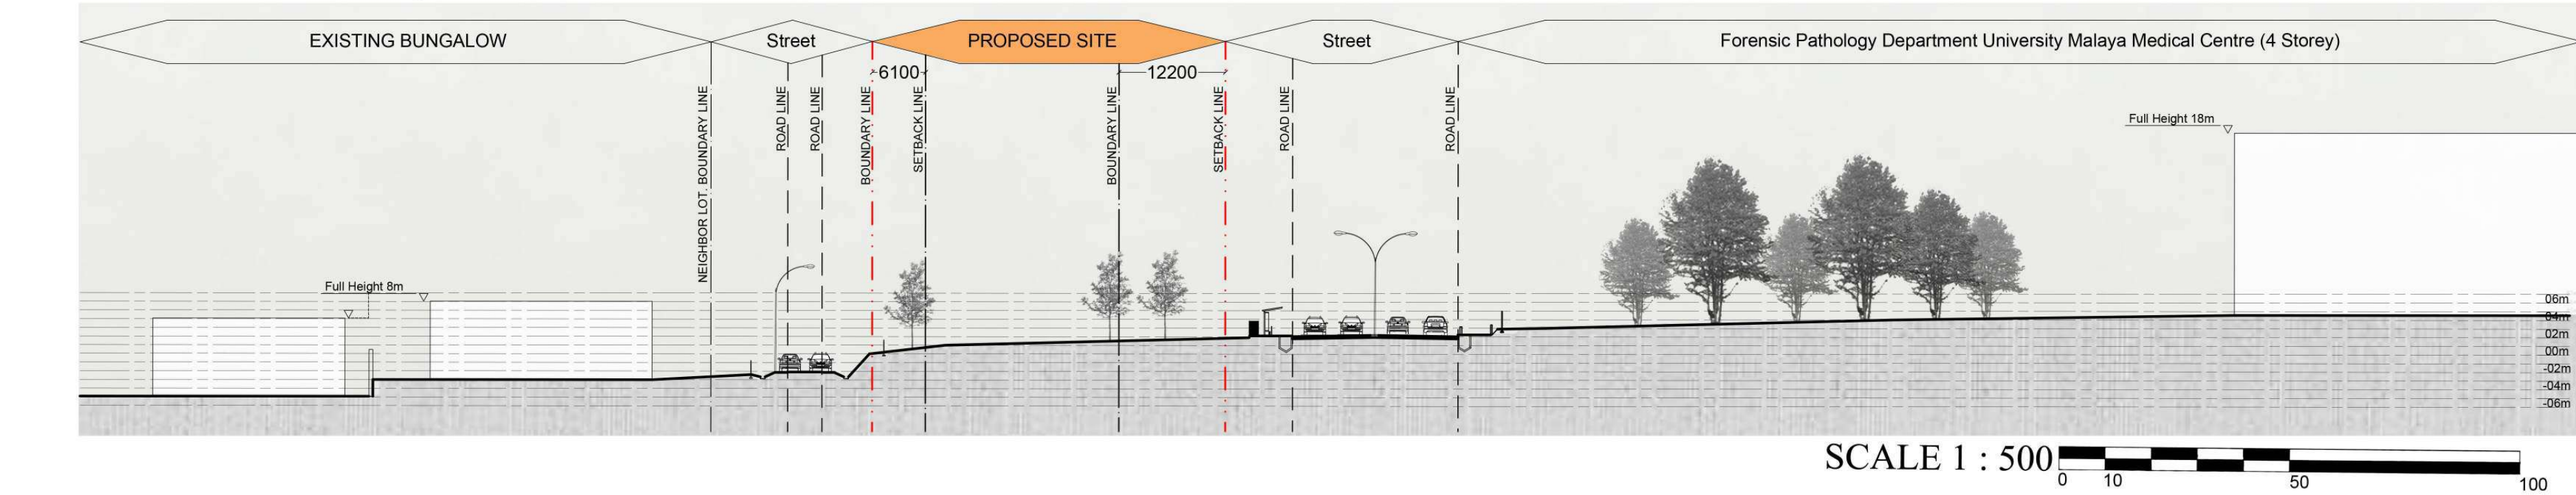 EXISTING BUNGALOW
Street
PROPOSED SITE
Street
Forensic Pathology Department University Malaya Medical Centre (4 Storey)
6100
12200
NEIGHBOR LOT. BOUNDARY LINE
ROAD LINE
ROAD LINE
BOUNDARY LINE
SETBACK LINE
BOUNDARY LINE
SETBACK LINE
ROAD LINE
ROAD LINE
Full Height 18m
Full Height 8m
06m
04m
02m
00m
-02m
-04m
-06m
SCALE 1 : 500
0 10 50 100